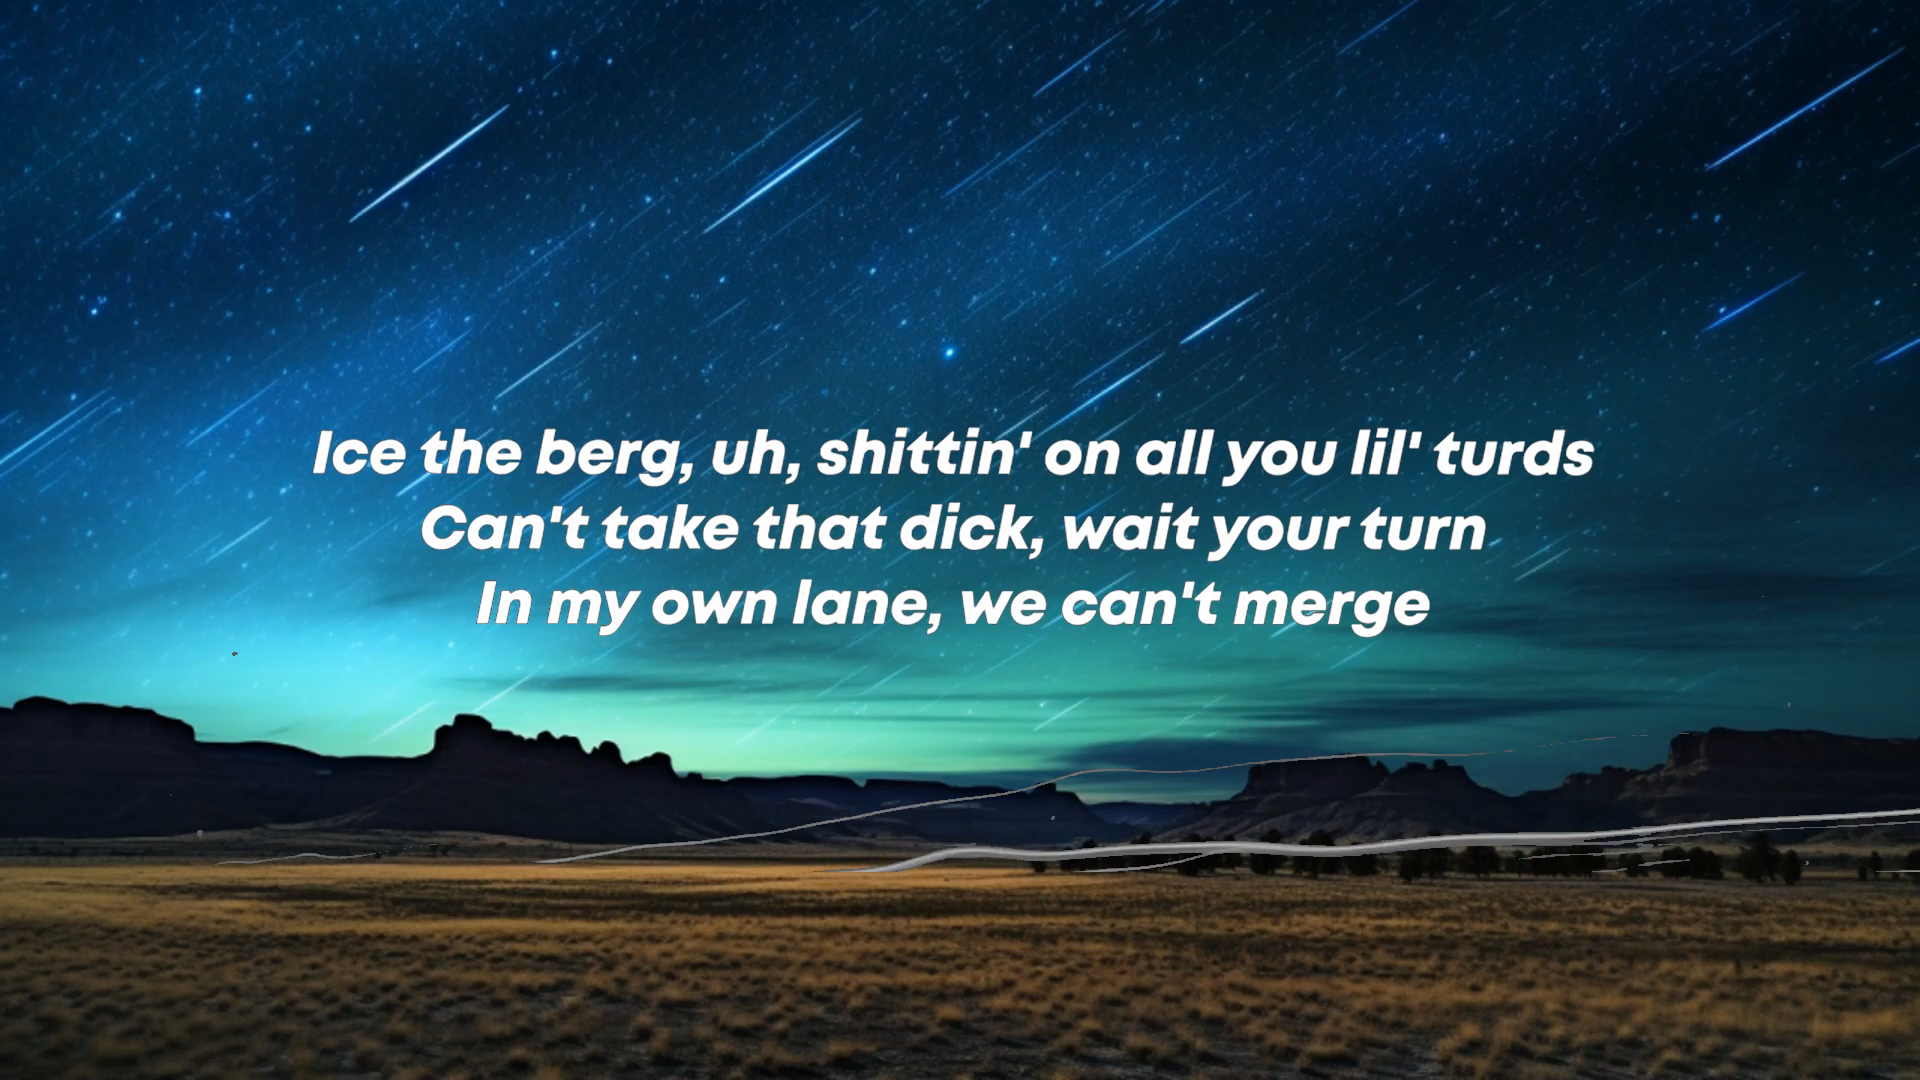 Ice the berg, uh, shittin' on all you lil' turds
Can't take that dick, wait your turn
In my own lane, we can't merge